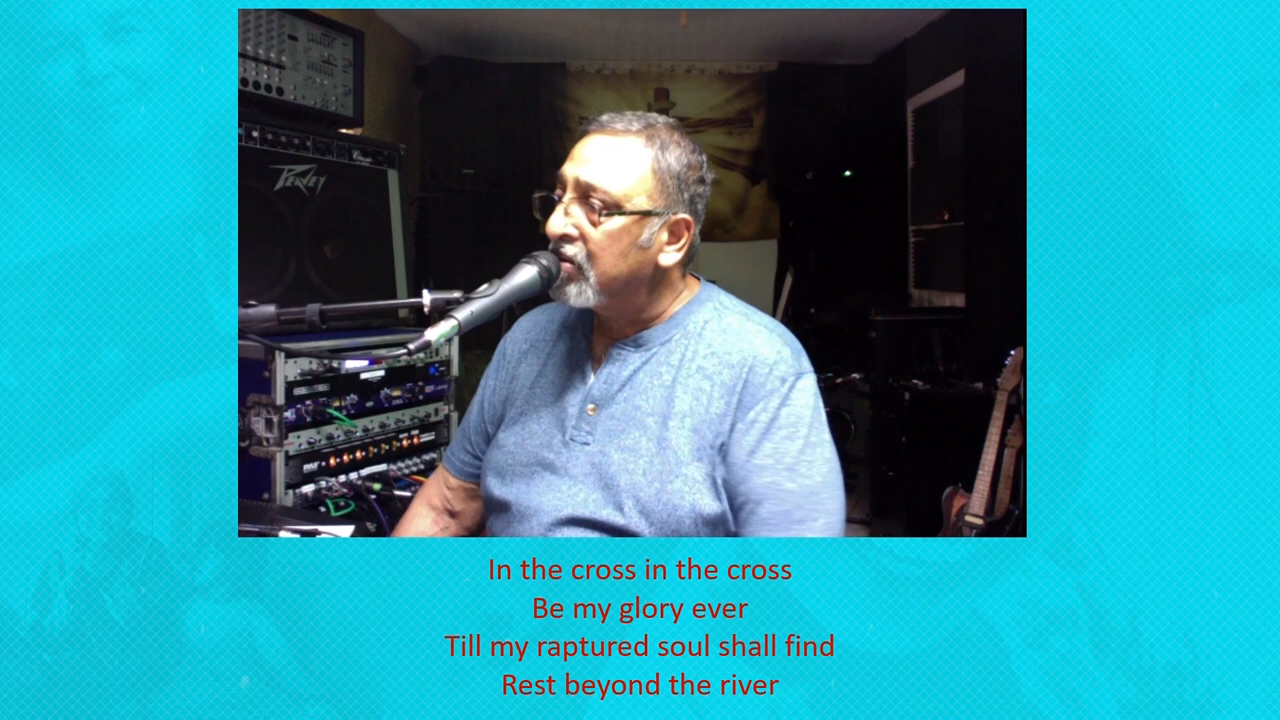 PEAVEY
In the cross in the cross
Be my glory ever
Till my raptured soul shall find
Rest beyond the river